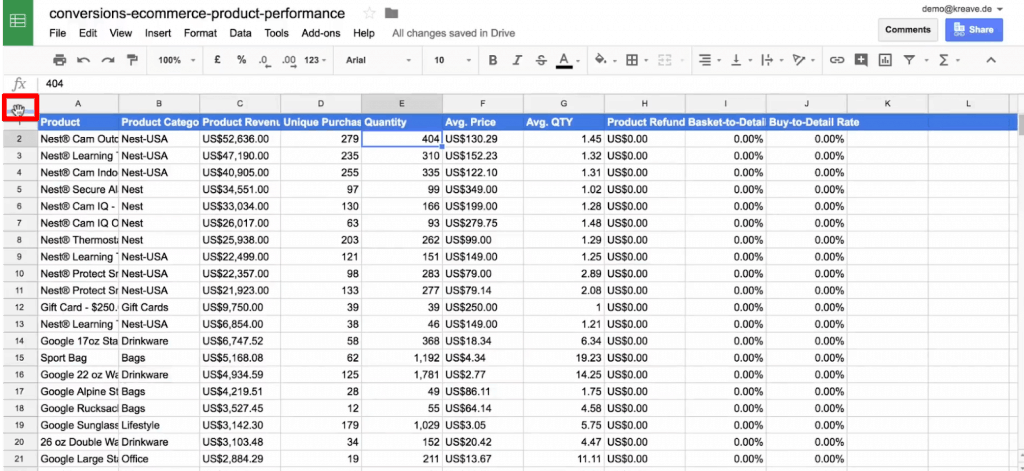 conversions-ecommerce-product-performance
demo@kreave.de
File Edit View Insert Format Data Tools Add-ons Help All changes saved in Drive
Comments Share
100% £ % .0 .00 123 Arial 10 B I S A Σ
fx 404
A B C D E F G H I J K L
1 Product Product Catego Product Revenu Unique Purchas Quantity Avg. Price Avg. QTY Product Refund Basket-to-Detail Buy-to-Detail Rate
2 Nest® Cam Outd Nest-USA US$52,636.00 279 404 US$130.29 1.45 US$0.00 0.00% 0.00%
3 Nest® Learning T Nest-USA US$47,190.00 235 310 US$152.23 1.32 US$0.00 0.00% 0.00%
4 Nest® Cam Indo Nest-USA US$40,905.00 255 335 US$122.10 1.31 US$0.00 0.00% 0.00%
5 Nest® Secure Al Nest US$34,551.00 97 99 US$349.00 1.02 US$0.00 0.00% 0.00%
6 Nest® Cam IQ - Nest US$33,034.00 130 166 US$199.00 1.28 US$0.00 0.00% 0.00%
7 Nest® Cam IQ O Nest US$26,017.00 63 93 US$279.75 1.48 US$0.00 0.00% 0.00%
8 Nest® Thermosta Nest US$25,938.00 203 262 US$99.00 1.29 US$0.00 0.00% 0.00%
9 Nest® Learning T Nest-USA US$22,499.00 121 151 US$149.00 1.25 US$0.00 0.00% 0.00%
10 Nest® Protect Sm Nest-USA US$22,357.00 98 283 US$79.00 2.89 US$0.00 0.00% 0.00%
11 Nest® Protect Sm Nest-USA US$21,923.00 133 277 US$79.14 2.08 US$0.00 0.00% 0.00%
12 Gift Card - $250. Gift Cards US$9,750.00 39 39 US$250.00 1 US$0.00 0.00% 0.00%
13 Nest® Learning T Nest-USA US$6,854.00 38 46 US$149.00 1.21 US$0.00 0.00% 0.00%
14 Google 17oz Sta Drinkware US$6,747.52 58 368 US$18.34 6.34 US$0.00 0.00% 0.00%
15 Sport Bag Bags US$5,168.08 62 1,192 US$4.34 19.23 US$0.00 0.00% 0.00%
16 Google 22 oz Wa Drinkware US$4,934.59 125 1,781 US$2.77 14.25 US$0.00 0.00% 0.00%
17 Google Alpine St Bags US$4,219.51 28 49 US$86.11 1.75 US$0.00 0.00% 0.00%
18 Google Rucksac Bags US$3,527.45 12 55 US$64.14 4.58 US$0.00 0.00% 0.00%
19 Google Sunglass Lifestyle US$3,142.30 179 1,029 US$3.05 5.75 US$0.00 0.00% 0.00%
20 26 oz Double Wa Drinkware US$3,103.48 34 152 US$20.42 4.47 US$0.00 0.00% 0.00%
21 Google Large Sta Office US$2,884.29 19 211 US$13.67 11.11 US$0.00 0.00% 0.00%